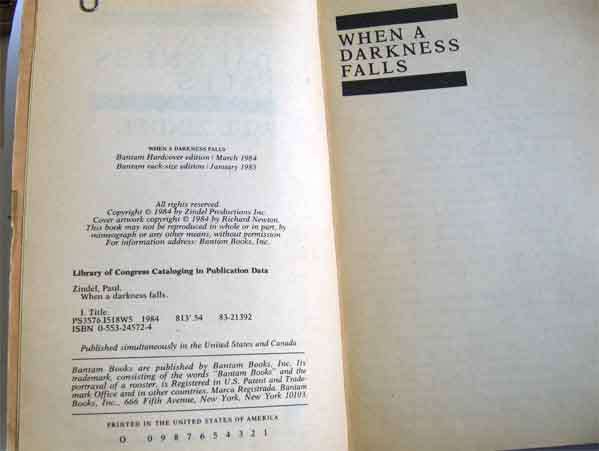 WHEN A DARKNESS FALLS
Bantam Hardcover edition / March 1984
Bantam rack-size edition / January 1985
All rights reserved.
Copyright © 1984 by Zindel Productions Inc.
Cover artwork copyright © 1984 by Richard Newton.
This book may not be reproduced in whole or in part, by
mimeograph or any other means, without permission
For information address: Bantam Books, Inc.
Library of Congress Cataloging in Publication Data
Zindel, Paul.
When a darkness falls.
I. Title.
PS3576.I518W5 1984 813'.54 83-21392
ISBN 0-553-24572-4
Published simultaneously in the United States and Canada
Bantam Books are published by Bantam Books, Inc. Its
trademark, consisting of the words "Bantam Books" and the
portrayal of a rooster, is Registered in U.S. Patent and Trade-
mark Office and in other countries. Marca Registrada. Bantam
Books, Inc., 666 Fifth Avenue, New York, New York 10103.
PRINTED IN THE UNITED STATES OF AMERICA
O 0 9 8 7 6 5 4 3 2 1
WHEN A
DARKNESS
FALLS